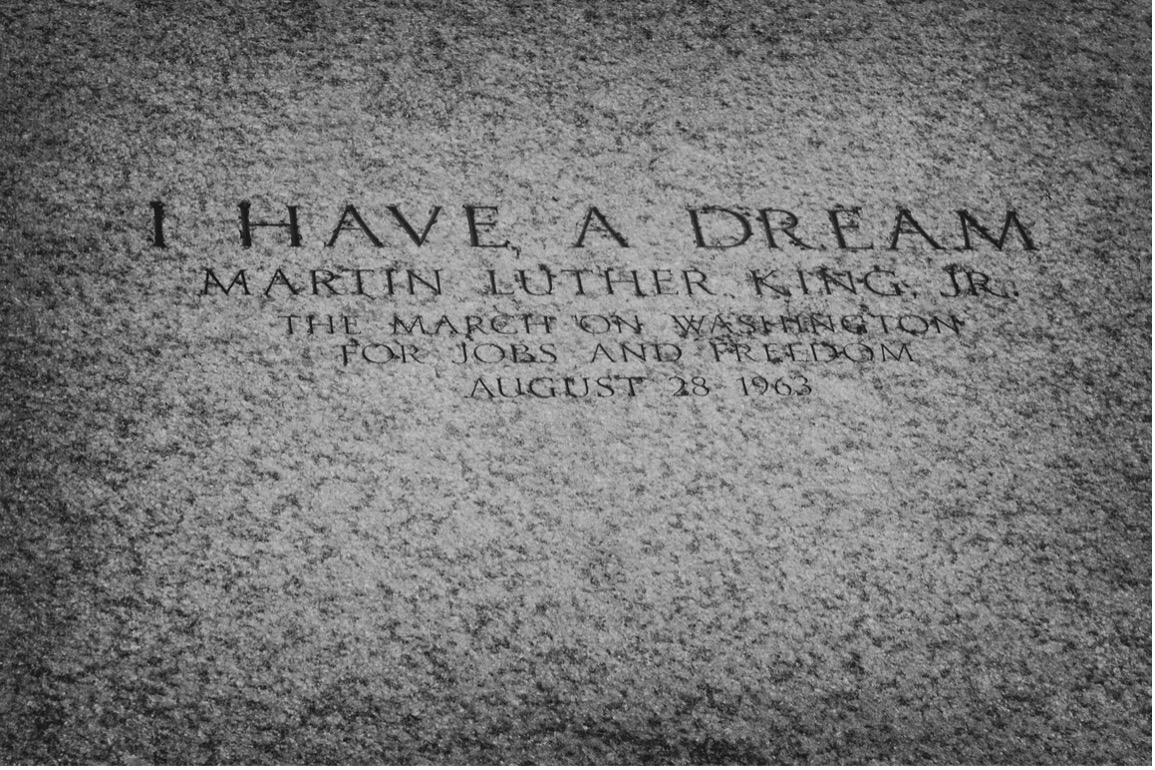 I HAVE A DREAM
MARTIN LUTHER KING, JR.
THE MARCH ON WASHINGTON
FOR JOBS AND FREEDOM
AUGUST 28 1963